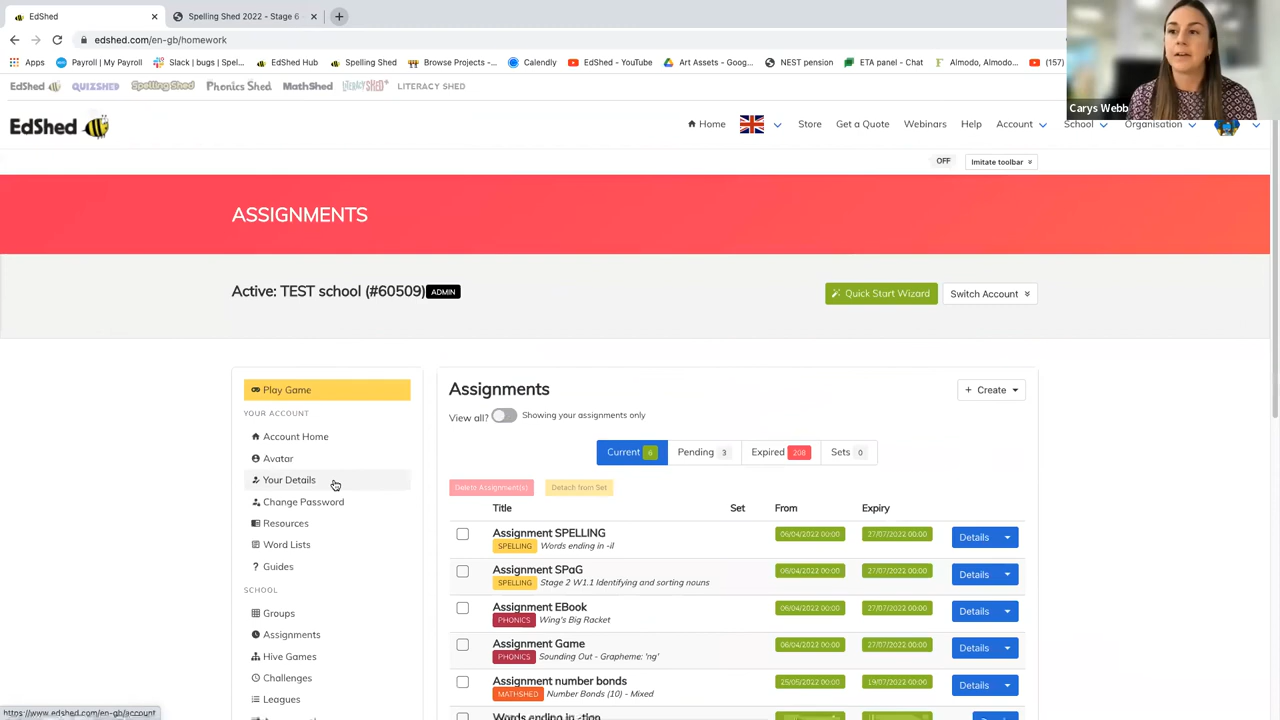 EdShed
Spelling Shed 2022 - Stage 6
edshed.com/en-gb/homework
Apps
Payroll | My Payroll
Slack | bugs | Spel...
EdShed Hub
Spelling Shed
Browse Projects -...
Calendly
EdShed - YouTube
Art Assets - Goog...
NEST pension
ETA panel - Chat
Almodo, Almodo...
(157)
EdShed
QUIZSHED
Spelling Shed
Phonics Shed
MathShed
LITERACY SHED+
LITERACY SHED
Carys Webb
EdShed
Home
Store
Get a Quote
Webinars
Help
Account
School
Organisation
OFF
Imitate toolbar
ASSIGNMENTS
Active: TEST school (#60509) ADMIN
Quick Start Wizard
Switch Account
Play Game
YOUR ACCOUNT
Account Home
Avatar
Your Details
Change Password
Resources
Word Lists
Guides
SCHOOL
Groups
Assignments
Hive Games
Challenges
Leagues
Assignments
+ Create
View all?
Showing your assignments only
Current 6
Pending 3
Expired 208
Sets 0
Delete Assignment(s)
Detach from Set
Title
Set
From
Expiry
Assignment SPELLING
SPELLING Words ending in -il
06/04/2022 00:00
27/07/2022 00:00
Details
Assignment SPaG
SPELLING Stage 2 W1.1 Identifying and sorting nouns
06/04/2022 00:00
27/07/2022 00:00
Details
Assignment EBook
PHONICS Wing's Big Racket
06/04/2022 00:00
27/07/2022 00:00
Details
Assignment Game
PHONICS Sounding Out - Grapheme: 'ng'
06/04/2022 00:00
27/07/2022 00:00
Details
Assignment number bonds
MATHSHED Number Bonds (10) - Mixed
25/05/2022 00:00
19/07/2022 00:00
Details
https://www.edshed.com/en-gb/account